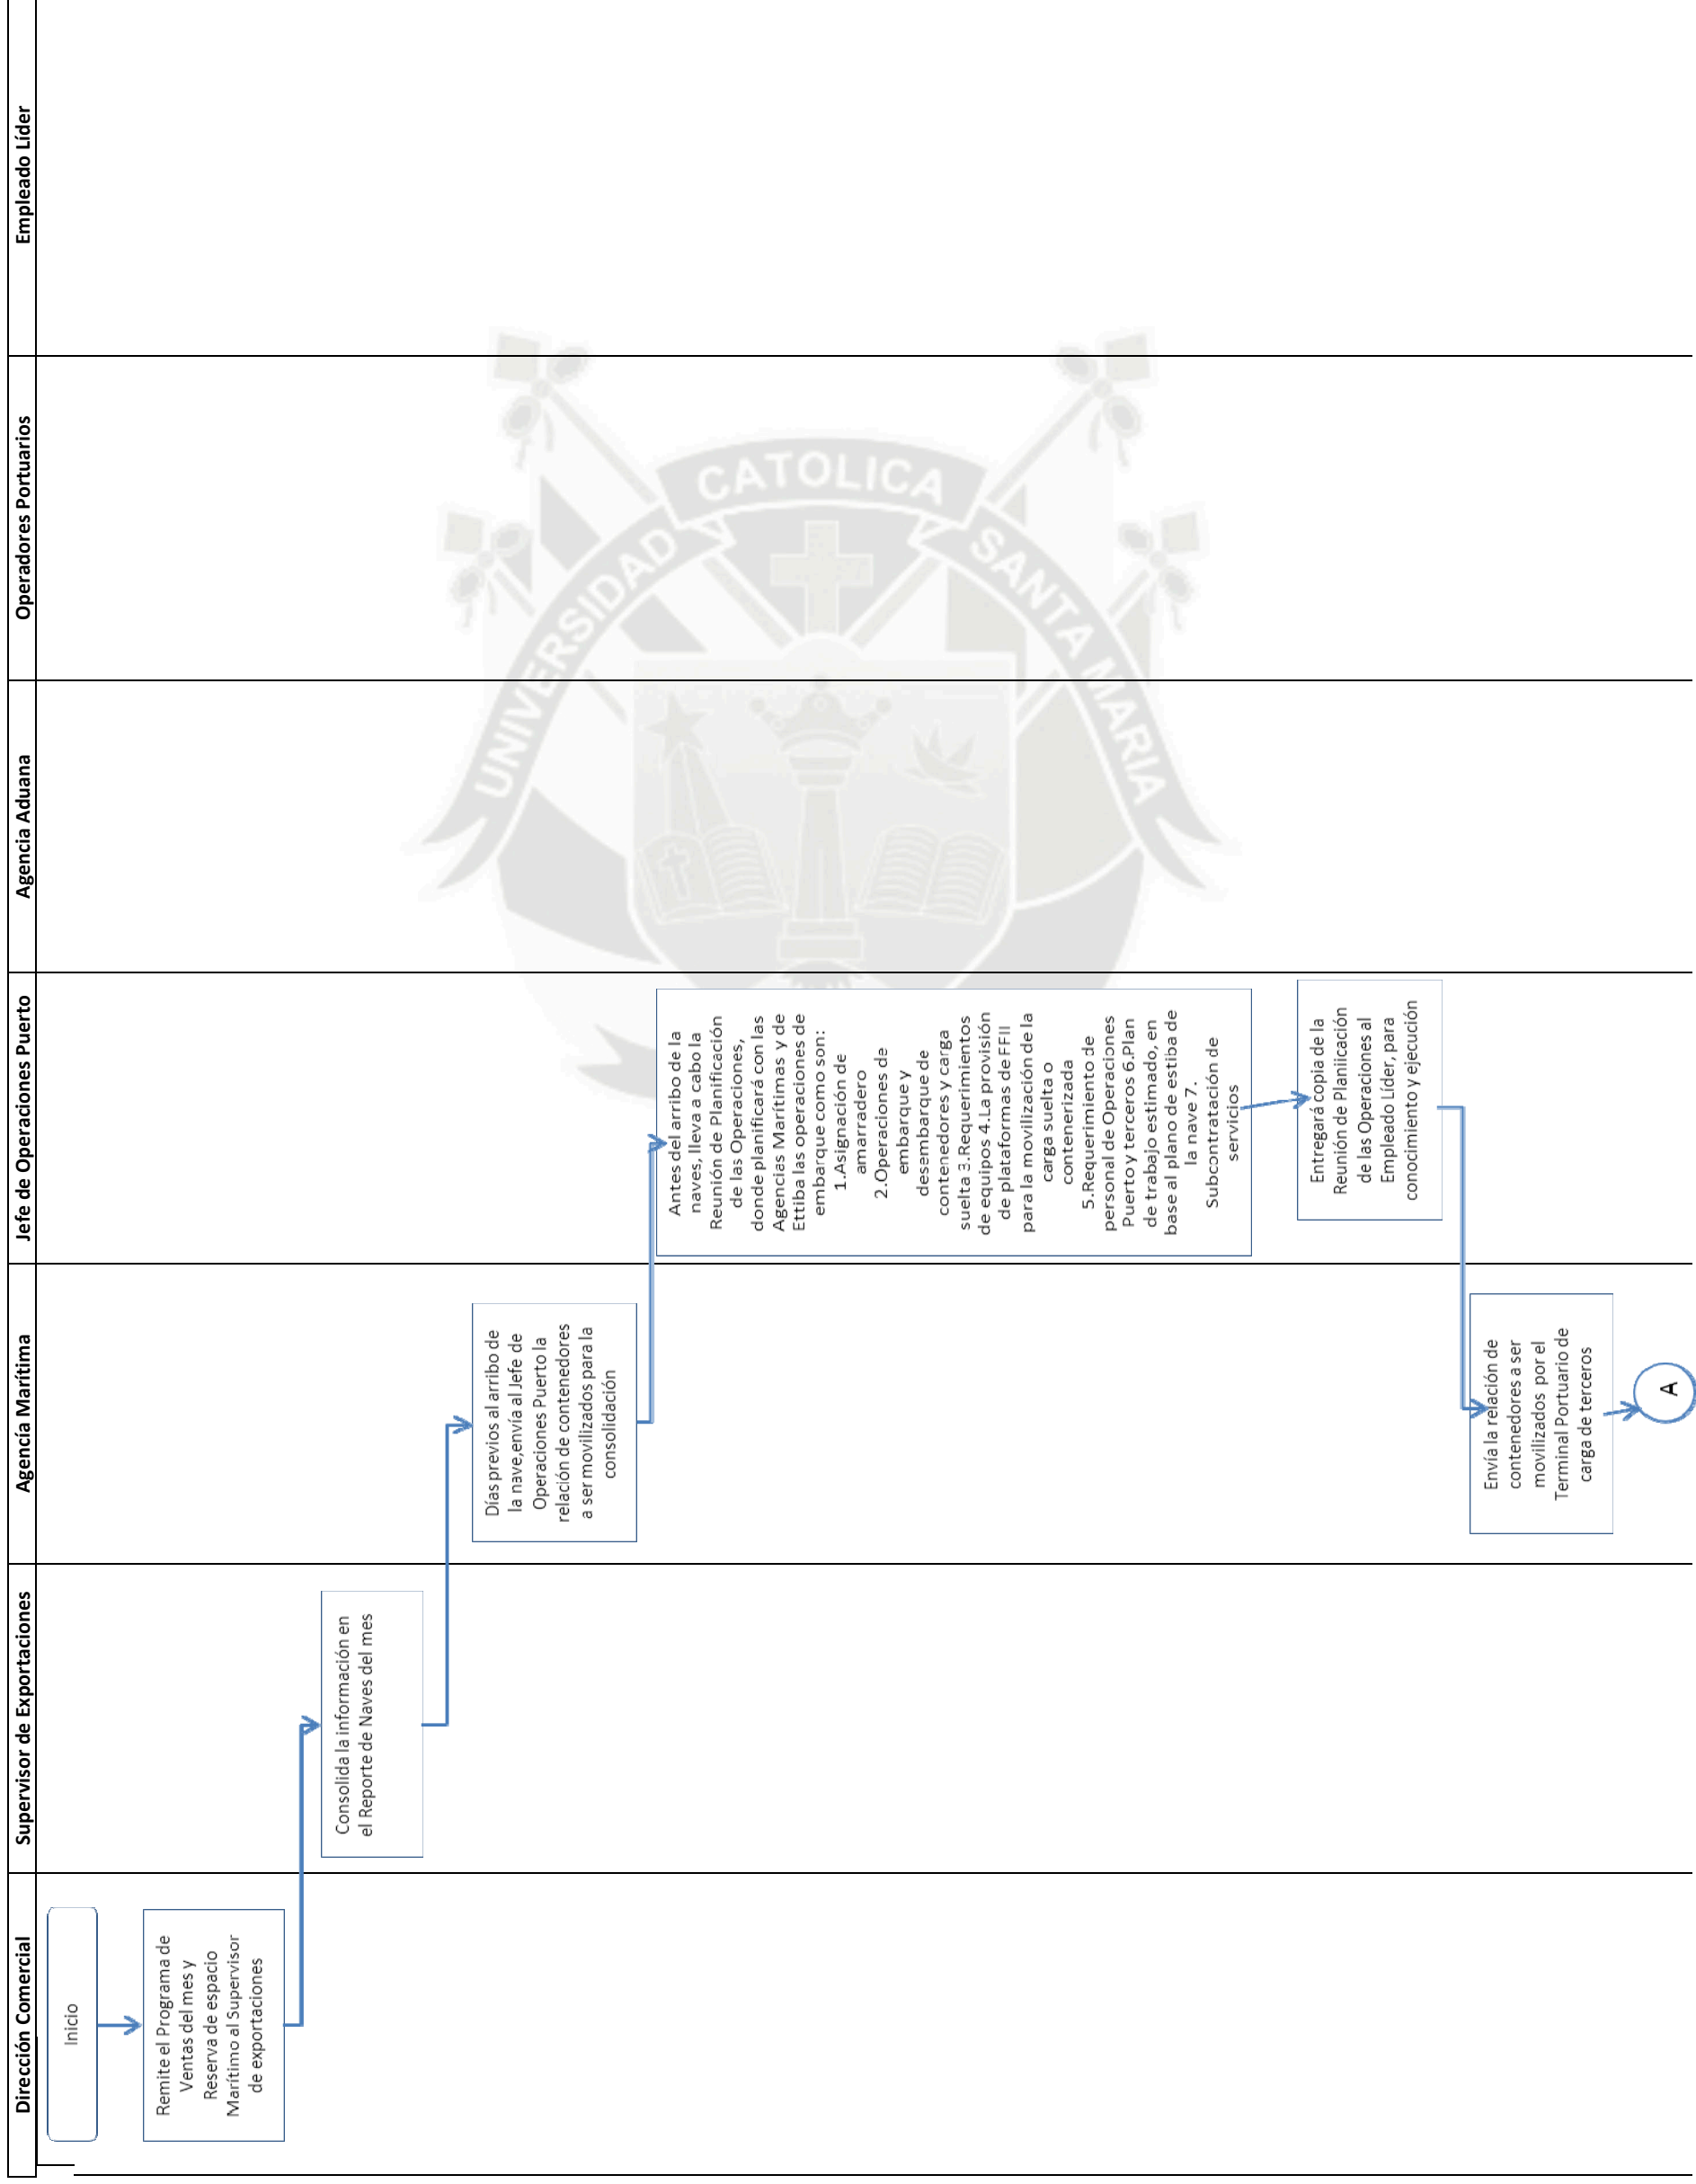 Dirección Comercial
Supervisor de Exportaciones
Agencía Marítima
Jefe de Operaciones Puerto
Agencia Aduana
Operadores Portuarios
Empleado Líder
Inicio
Remite el Programa de
Ventas del mes y
Reserva de espacio
Marítimo al Supervisor
de exportaciones
Consolida la información en
el Reporte de Naves del mes
Días previos al arribo de
la nave,envía al Jefe de
Operaciones Puerto la
relación de contenedores
a ser movilizados para la
consolidación
Antes del arribo de la
naves, lleva a cabo la
Reunión de Planificación
de las Operaciones,
donde planificará con las
Agencias Marítimas y de
Ettiba las operaciones de
embarque como son:
1.Asignación de
amarradero
2.Operaciones de
embarque y
desembarque de
contenedores y carga
suelta 3.Requerimientos
de equipos 4.La provisión
de plataformas de FFII
para la movilización de la
carga suelta o
contenerizada
5.Requerimiento de
personal de Operaciones
Puerto y terceros 6.Plan
de trabajo estimado, en
base al plano de estiba de
la nave 7.
Subcontratación de
servicios
Entregará copia de la
Reunión de Planiicación
de las Operaciones al
Empleado Líder, para
conocimiento y ejecución
Envía la relación de
contenedores a ser
movilizados por el
Terminal Portuario de
carga de terceros
A
UNIVERSIDAD
CATOLICA
SANTA MARIA